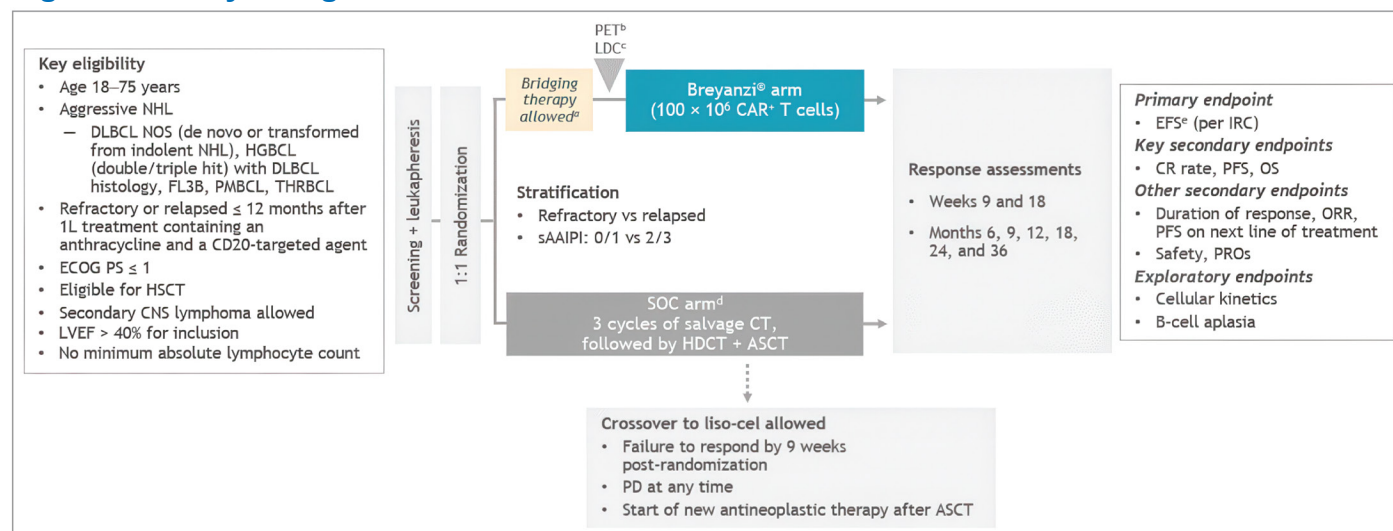 Key eligibility
• Age 18–75 years
• Aggressive NHL
— DLBCL NOS (de novo or transformed
from indolent NHL), HGBCL
(double/triple hit) with DLBCL
histology, FL3B, PMBCL, THRBCL
• Refractory or relapsed ≤ 12 months after
1L treatment containing an
anthracycline and a CD20-targeted agent
• ECOG PS ≤ 1
• Eligible for HSCT
• Secondary CNS lymphoma allowed
• LVEF > 40% for inclusion
• No minimum absolute lymphocyte count
Screening + leukapheresis
1:1 Randomization
Bridging
therapy
allowedᵃ
PETᵇ
LDCᶜ
Breyanzi® arm
(100 × 10⁶ CAR⁺ T cells)
Stratification
• Refractory vs relapsed
• sAAIPI: 0/1 vs 2/3
SOC armᵈ
3 cycles of salvage CT,
followed by HDCT + ASCT
Crossover to liso-cel allowed
• Failure to respond by 9 weeks
post-randomization
• PD at any time
• Start of new antineoplastic therapy after ASCT
Response assessments
• Weeks 9 and 18
• Months 6, 9, 12, 18,
24, and 36
Primary endpoint
• EFSᵉ (per IRC)
Key secondary endpoints
• CR rate, PFS, OS
Other secondary endpoints
• Duration of response, ORR,
PFS on next line of treatment
• Safety, PROs
Exploratory endpoints
• Cellular kinetics
• B-cell aplasia